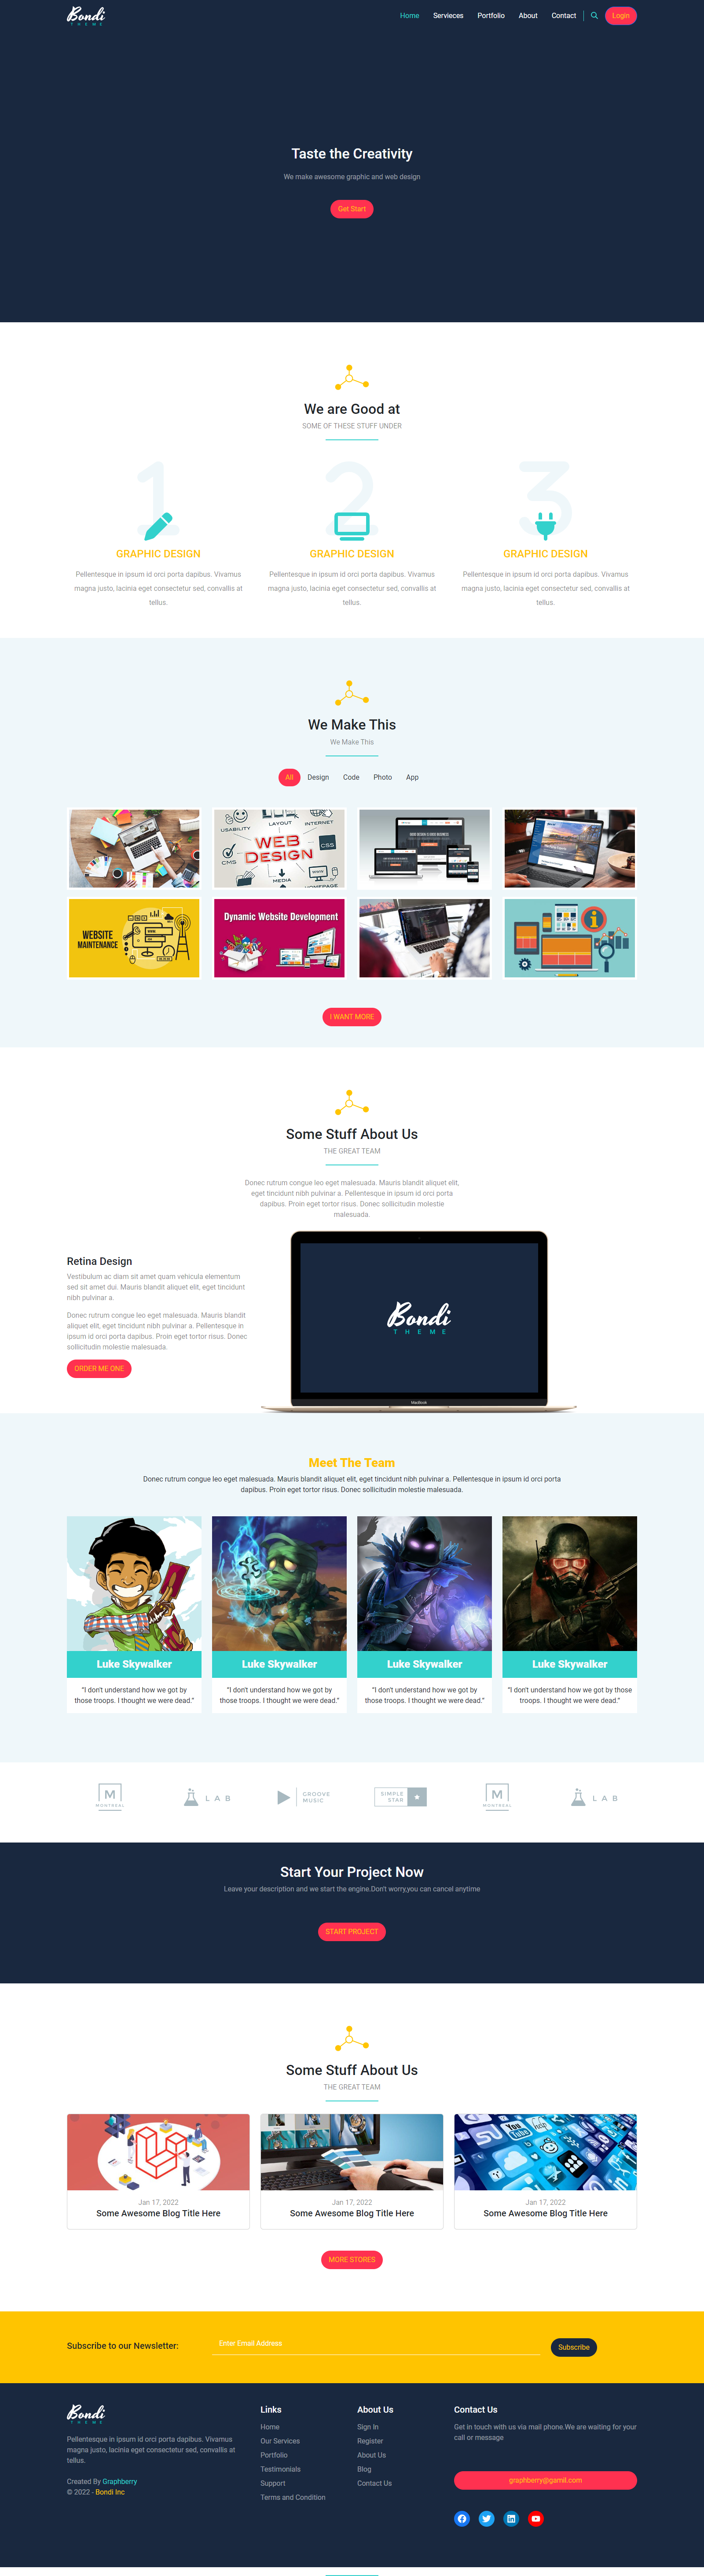 Bondi
THEME
Home
Servieces
Portfolio
About
Contact
Login
Taste the Creativity
We make awesome graphic and web design
Get Start
We are Good at
SOME OF THESE STUFF UNDER
1
2
3
GRAPHIC DESIGN
Pellentesque in ipsum id orci porta dapibus. Vivamus
magna justo, lacinia eget consectetur sed, convallis at
tellus.
GRAPHIC DESIGN
Pellentesque in ipsum id orci porta dapibus. Vivamus
magna justo, lacinia eget consectetur sed, convallis at
tellus.
GRAPHIC DESIGN
Pellentesque in ipsum id orci porta dapibus. Vivamus
magna justo, lacinia eget consectetur sed, convallis at
tellus.
We Make This
We Make This
All
Design
Code
Photo
App
USABILITY
LAYOUT
INTERNET
WEB
DESIGN
CSS
CMS
MEDIA
HOMEPAGE
WEBSITE
MAINTENANCE
Dynamic Website Development
I WANT MORE
Some Stuff About Us
THE GREAT TEAM
Donec rutrum congue leo eget malesuada. Mauris blandit aliquet elit,
eget tincidunt nibh pulvinar a. Pellentesque in ipsum id orci porta
dapibus. Proin eget tortor risus. Donec sollicitudin molestie
malesuada.
Retina Design
Vestibulum ac diam sit amet quam vehicula elementum
sed sit amet dui. Mauris blandit aliquet elit, eget tincidunt
nibh pulvinar a.
Donec rutrum congue leo eget malesuada. Mauris blandit
aliquet elit, eget tincidunt nibh pulvinar a. Pellentesque in
ipsum id orci porta dapibus. Proin eget tortor risus. Donec
sollicitudin molestie malesuada.
ORDER ME ONE
Bondi
THEME
MacBook
Meet The Team
Donec rutrum congue leo eget malesuada. Mauris blandit aliquet elit, eget tincidunt nibh pulvinar a. Pellentesque in ipsum id orci porta
dapibus. Proin eget tortor risus. Donec sollicitudin molestie malesuada.
Luke Skywalker
"I don't understand how we got by
those troops. I thought we were dead."
Luke Skywalker
"I don't understand how we got by
those troops. I thought we were dead."
Luke Skywalker
"I don't understand how we got by
those troops. I thought we were dead."
Luke Skywalker
"I don't understand how we got by those
troops. I thought we were dead."
M
MONTREAL
LAB
GROOVE
MUSIC
SIMPLE
STAR
M
MONTREAL
LAB
Start Your Project Now
Leave your description and we start the engine.Don't worry,you can cancel anytime
START PROJECT
Some Stuff About Us
THE GREAT TEAM
Jan 17, 2022
Some Awesome Blog Title Here
Jan 17, 2022
Some Awesome Blog Title Here
You
Tube
Jan 17, 2022
Some Awesome Blog Title Here
MORE STORES
Subscribe to our Newsletter:
Enter Email Address
Subscribe
Bondi
THEME
Pellentesque in ipsum id orci porta dapibus. Vivamus
magna justo, lacinia eget consectetur sed, convallis at
tellus.
Created By Graphberry
© 2022 - Bondi Inc
Links
Home
Our Services
Portfolio
Testimonials
Support
Terms and Condition
About Us
Sign In
Register
About Us
Blog
Contact Us
Contact Us
Get in touch with us via mail phone.We are waiting for your
call or message
graphberry@gamil.com